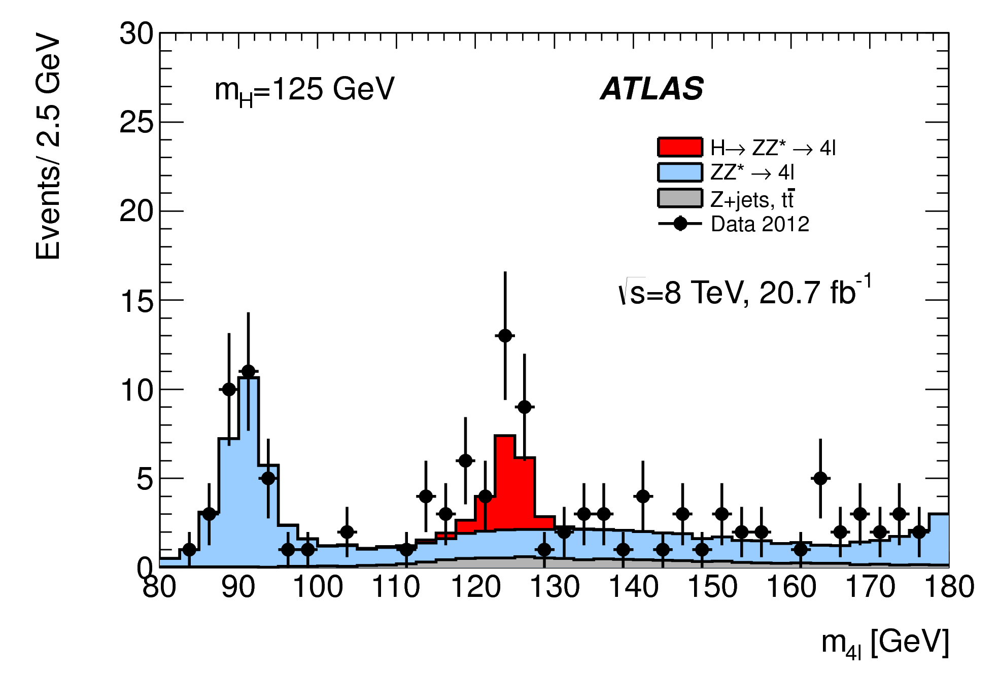 Events/ 2.5 GeV
30
25
20
15
10
5
0
m_H=125 GeV
ATLAS
H→ ZZ* → 4l
ZZ* → 4l
Z+jets, tt̄
Data 2012
√s=8 TeV, 20.7 fb⁻¹
80 90 100 110 120 130 140 150 160 170 180
m_4l [GeV]